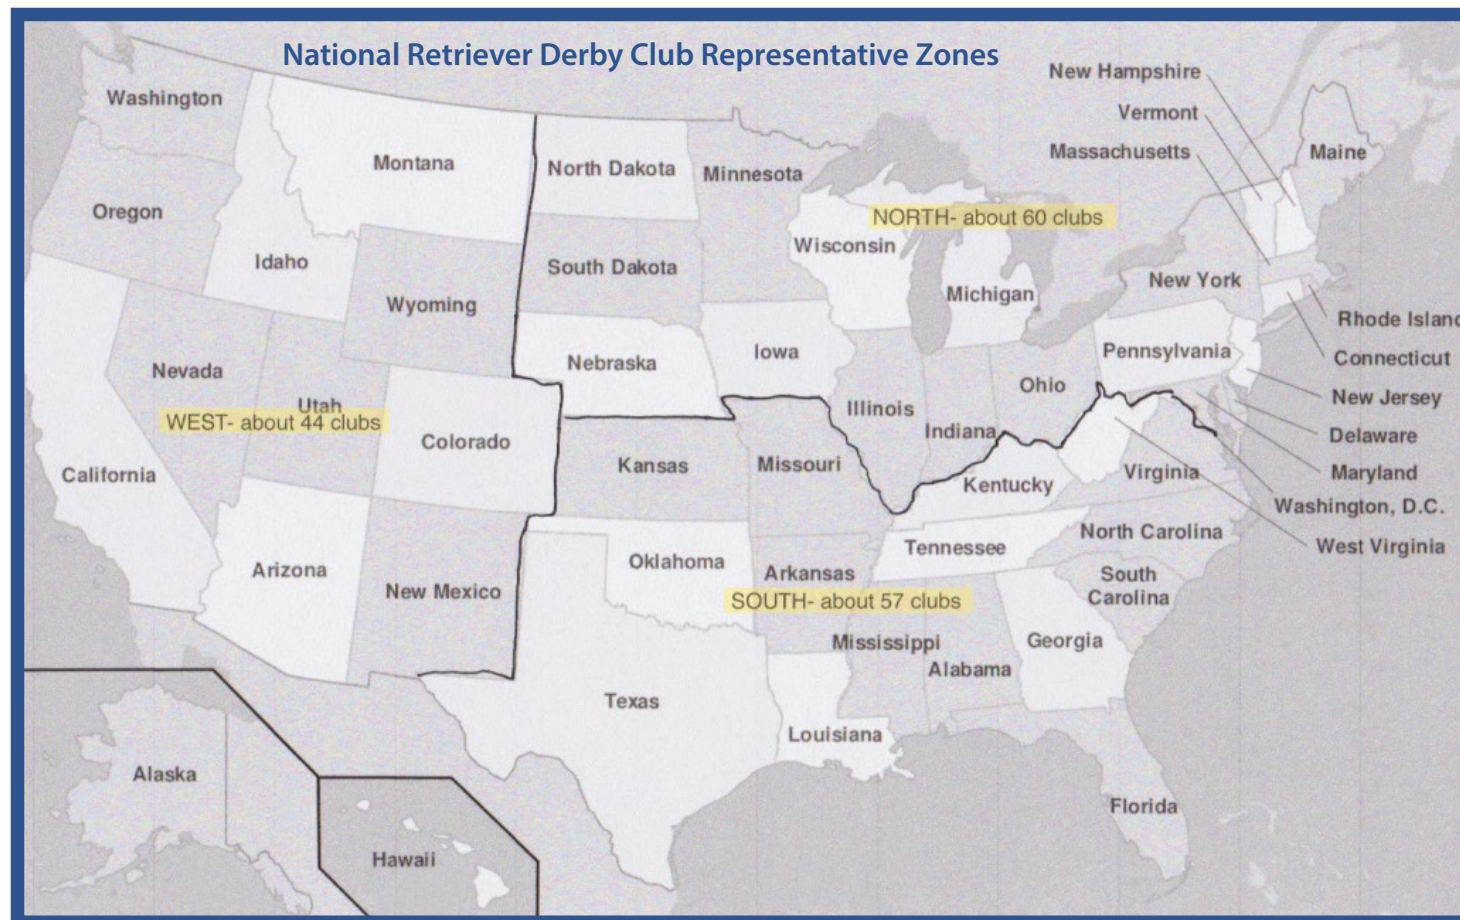 National Retriever Derby Club Representative Zones
New Hampshire
Washington
Vermont
Montana
North Dakota
Minnesota
Massachusetts
Maine
Oregon
NORTH- about 60 clubs
Wisconsin
Idaho
South Dakota
New York
Michigan
Wyoming
Rhode Island
Nebraska
Iowa
Pennsylvania
Connecticut
Nevada
Ohio
New Jersey
Utah
WEST- about 44 clubs
Illinois
Colorado
Indiana
Delaware
California
Kansas
Missouri
Kentucky
Virginia
Maryland
Washington, D.C.
North Carolina
West Virginia
Tennessee
Arizona
New Mexico
Oklahoma
Arkansas
South
Carolina
SOUTH- about 57 clubs
Mississippi
Georgia
Alabama
Texas
Louisiana
Alaska
Florida
Hawaii